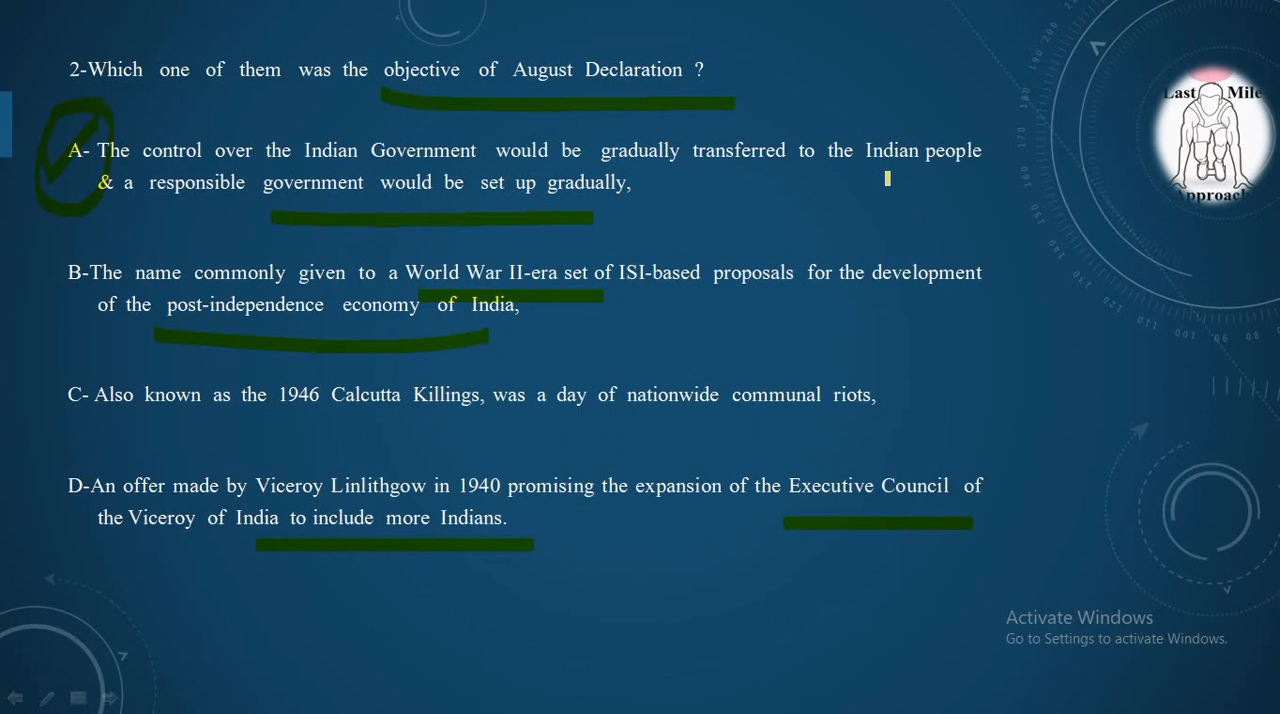 2-Which one of them was the objective of August Declaration ?
Last Mile
Approach
A- The control over the Indian Government would be gradually transferred to the Indian people
& a responsible government would be set up gradually,
B-The name commonly given to a World War II-era set of ISI-based proposals for the development
of the post-independence economy of India,
C- Also known as the 1946 Calcutta Killings, was a day of nationwide communal riots,
D-An offer made by Viceroy Linlithgow in 1940 promising the expansion of the Executive Council of
the Viceroy of India to include more Indians.
Activate Windows
Go to Settings to activate Windows.